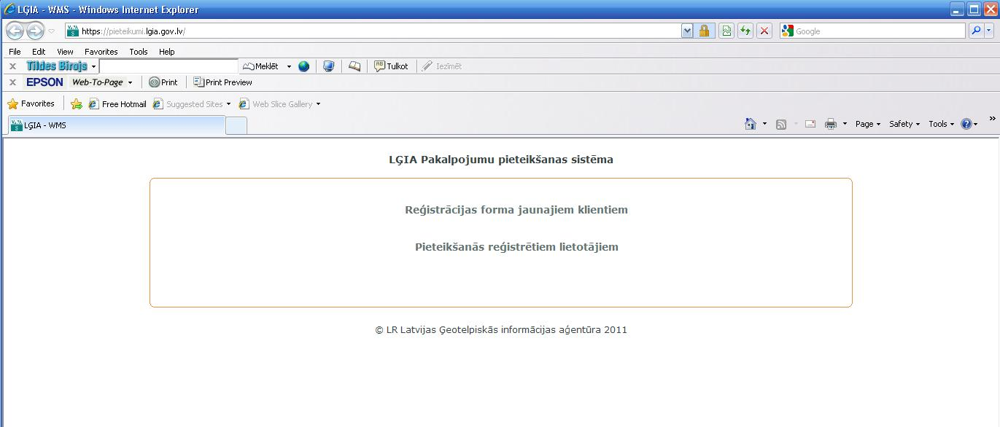 LĢIA - WMS - Windows Internet Explorer
https://pieteikumi.lgia.gov.lv/ Google
File Edit View Favorites Tools Help
x Tildes Birojs Meklēt Tulkot Iezīmēt
x EPSON Web-To-Page Print Print Preview
Favorites Free Hotmail Suggested Sites Web Slice Gallery
LĢIA - WMS Page Safety Tools
LĢIA Pakalpojumu pieteikšanas sistēma
Reģistrācijas forma jaunajiem klientiem
Pieteikšanās reģistrētiem lietotājiem
© LR Latvijas Ģeotelpiskās informācijas aģentūra 2011